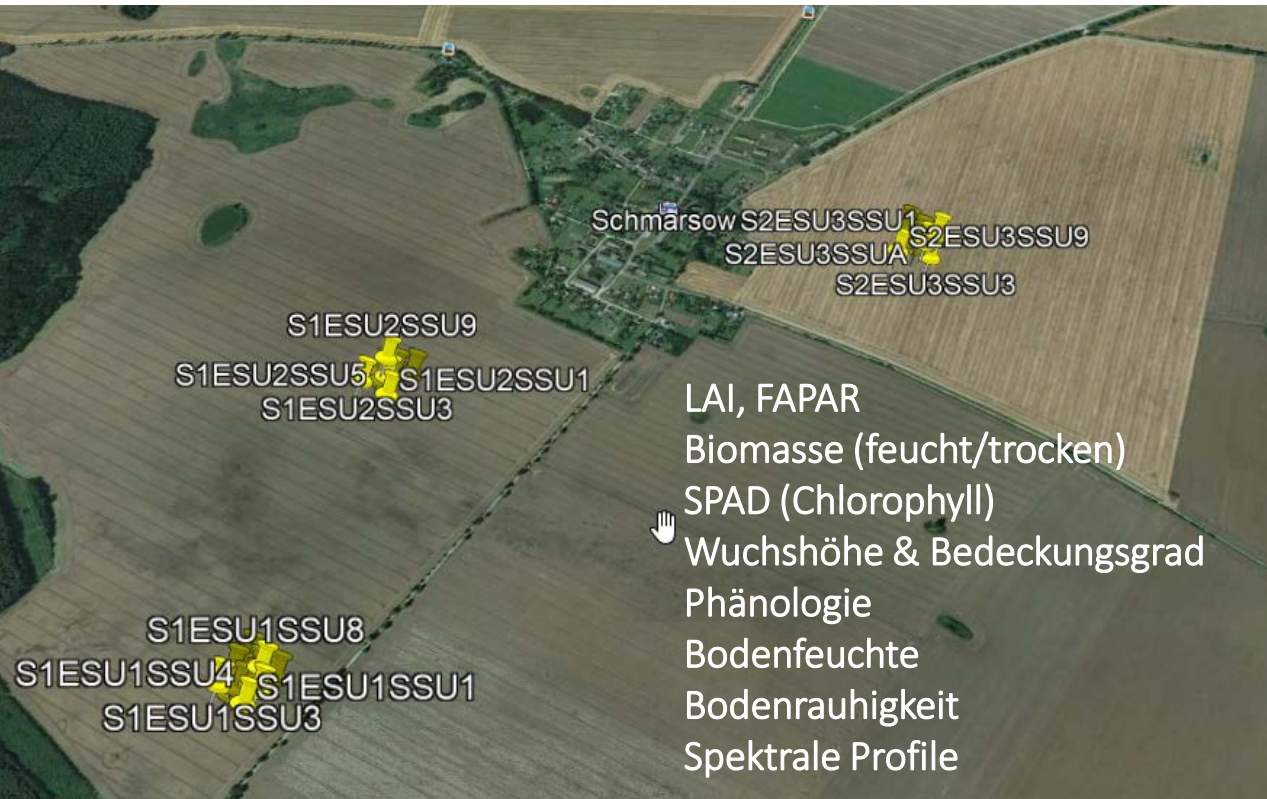 Schmarsow S2ESU3SSU1
S2ESU3SSU9
S2ESU3SSUA
S2ESU3SSU3
S1ESU2SSU9
S1ESU2SSU5 S1ESU2SSU1
S1ESU2SSU3
LAI, FAPAR
Biomasse (feucht/trocken)
SPAD (Chlorophyll)
Wuchshöhe & Bedeckungsgrad
Phänologie
Bodenfeuchte
Bodenrauhigkeit
Spektrale Profile
S1ESU1SSU8
S1ESU1SSU4 S1ESU1SSU1
S1ESU1SSU3